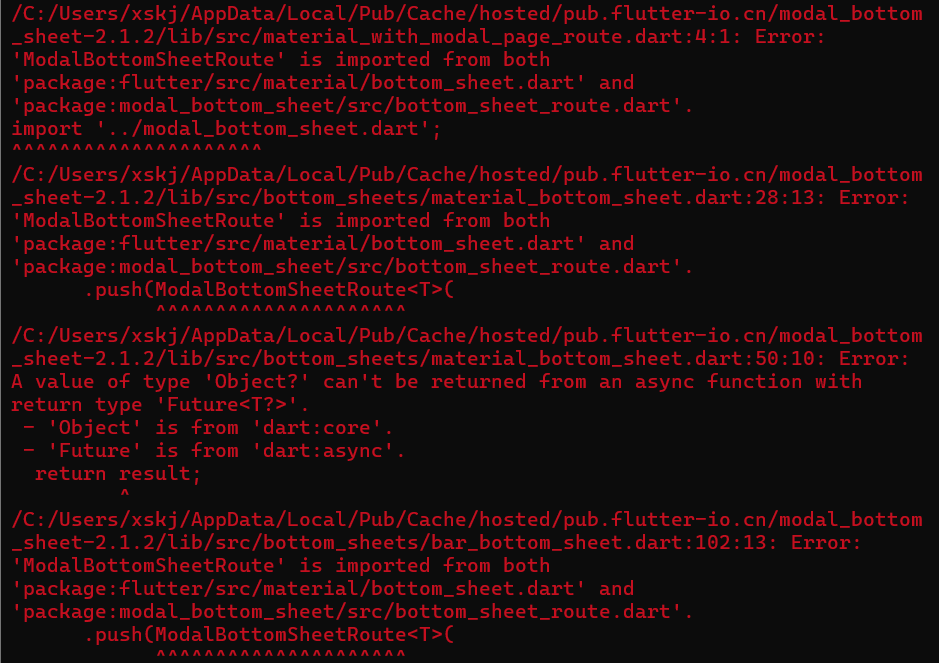 /C:/Users/xskj/AppData/Local/Pub/Cache/hosted/pub.flutter-io.cn/modal_bottom
_sheet-2.1.2/lib/src/material_with_modal_page_route.dart:4:1: Error:
'ModalBottomSheetRoute' is imported from both
'package:flutter/src/material/bottom_sheet.dart' and
'package:modal_bottom_sheet/src/bottom_sheet_route.dart'.
import '../modal_bottom_sheet.dart';
^^^^^^^^^^^^^^^^^^^^^
/C:/Users/xskj/AppData/Local/Pub/Cache/hosted/pub.flutter-io.cn/modal_bottom
_sheet-2.1.2/lib/src/bottom_sheets/material_bottom_sheet.dart:28:13: Error:
'ModalBottomSheetRoute' is imported from both
'package:flutter/src/material/bottom_sheet.dart' and
'package:modal_bottom_sheet/src/bottom_sheet_route.dart'.
      .push(ModalBottomSheetRoute<T>(
            ^^^^^^^^^^^^^^^^^^^^^
/C:/Users/xskj/AppData/Local/Pub/Cache/hosted/pub.flutter-io.cn/modal_bottom
_sheet-2.1.2/lib/src/bottom_sheets/material_bottom_sheet.dart:50:10: Error:
A value of type 'Object?' can't be returned from an async function with
return type 'Future<T?>'.
 - 'Object' is from 'dart:core'.
 - 'Future' is from 'dart:async'.
  return result;
         ^
/C:/Users/xskj/AppData/Local/Pub/Cache/hosted/pub.flutter-io.cn/modal_bottom
_sheet-2.1.2/lib/src/bottom_sheets/bar_bottom_sheet.dart:102:13: Error:
'ModalBottomSheetRoute' is imported from both
'package:flutter/src/material/bottom_sheet.dart' and
'package:modal_bottom_sheet/src/bottom_sheet_route.dart'.
      .push(ModalBottomSheetRoute<T>(
            ^^^^^^^^^^^^^^^^^^^^^